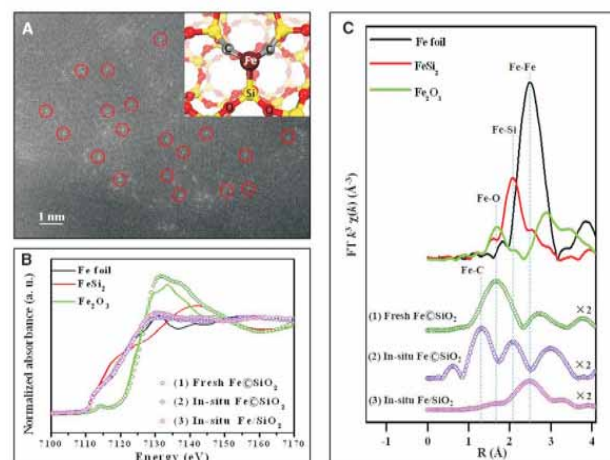 A
C
Fe
C
Si
O
O
1 nm
B
Fe foil
FeSi₂
Fe₂O₃
(1) Fresh Fe©SiO₂
(2) In-situ Fe©SiO₂
(3) In-situ Fe/SiO₂
Normalized absorbance (a. u.)
7100 7110 7120 7130 7140 7150 7160 7170
Energy (eV)
C
Fe foil
FeSi₂
Fe₂O₃
Fe-Fe
Fe-Si
Fe-O
Fe-C
FT k³ χ(k) (Å⁻³)
(1) Fresh Fe©SiO₂
×2
(2) In-situ Fe©SiO₂
×2
(3) In-situ Fe/SiO₂
×2
-1 0 1 2 3 4
R (Å)